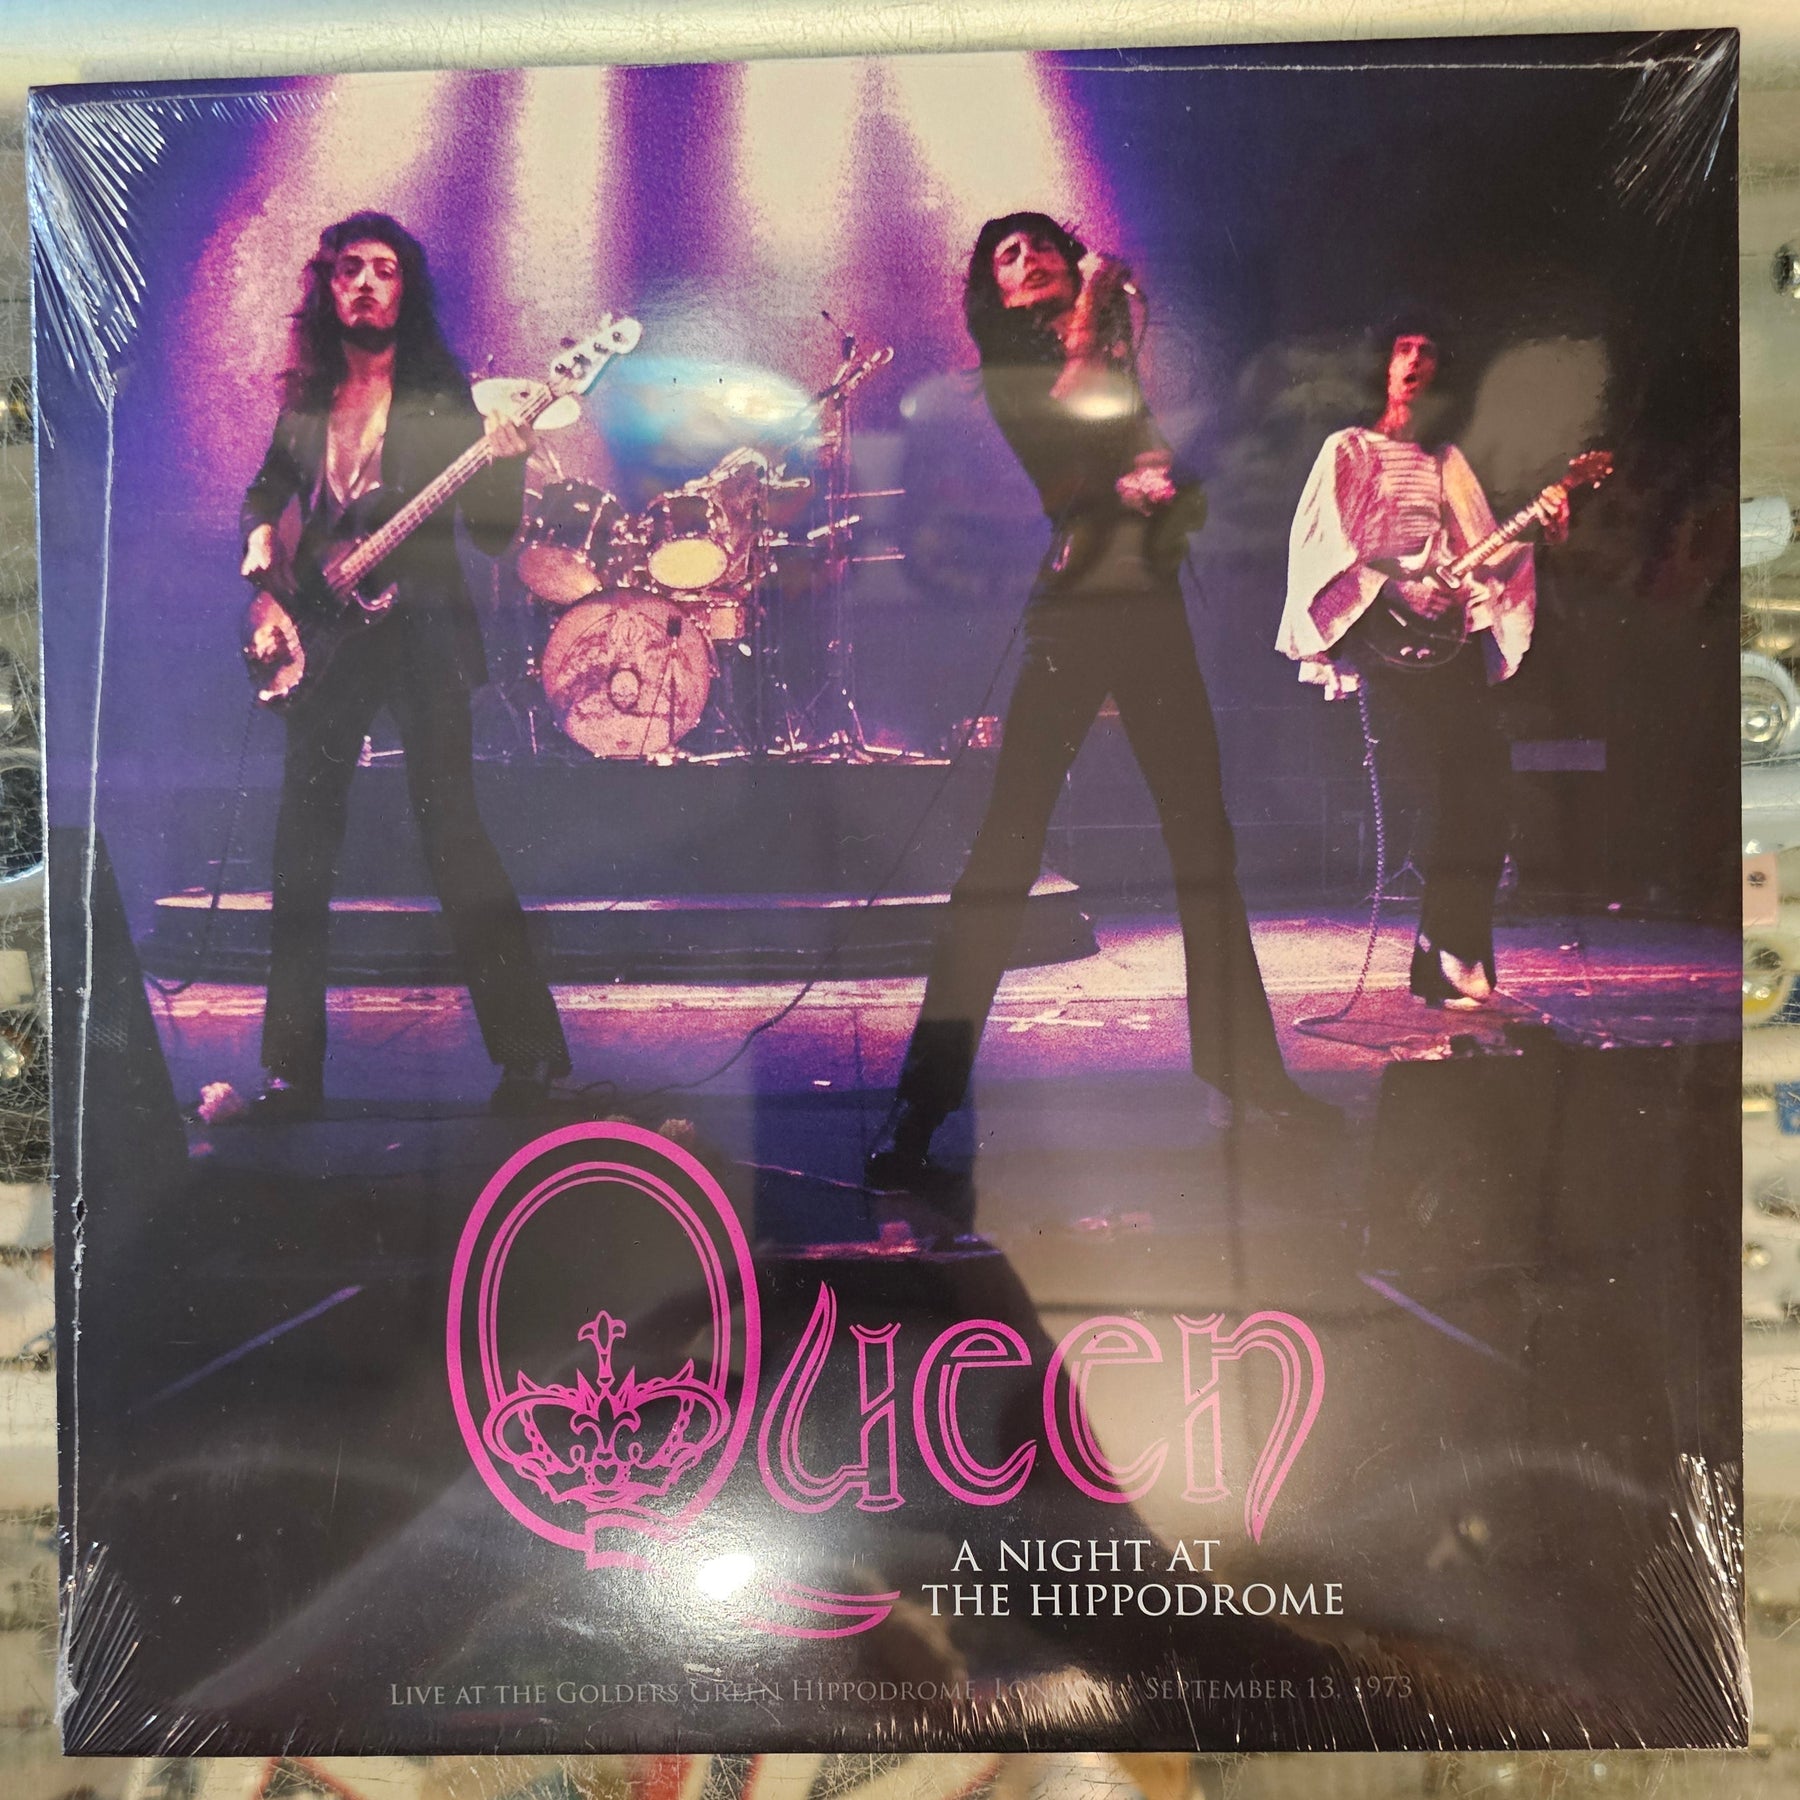 Queen
A NIGHT AT
THE HIPPODROME
LIVE AT THE GOLDERS GREEN HIPPODROME, LONDON / SEPTEMBER 13, 1973